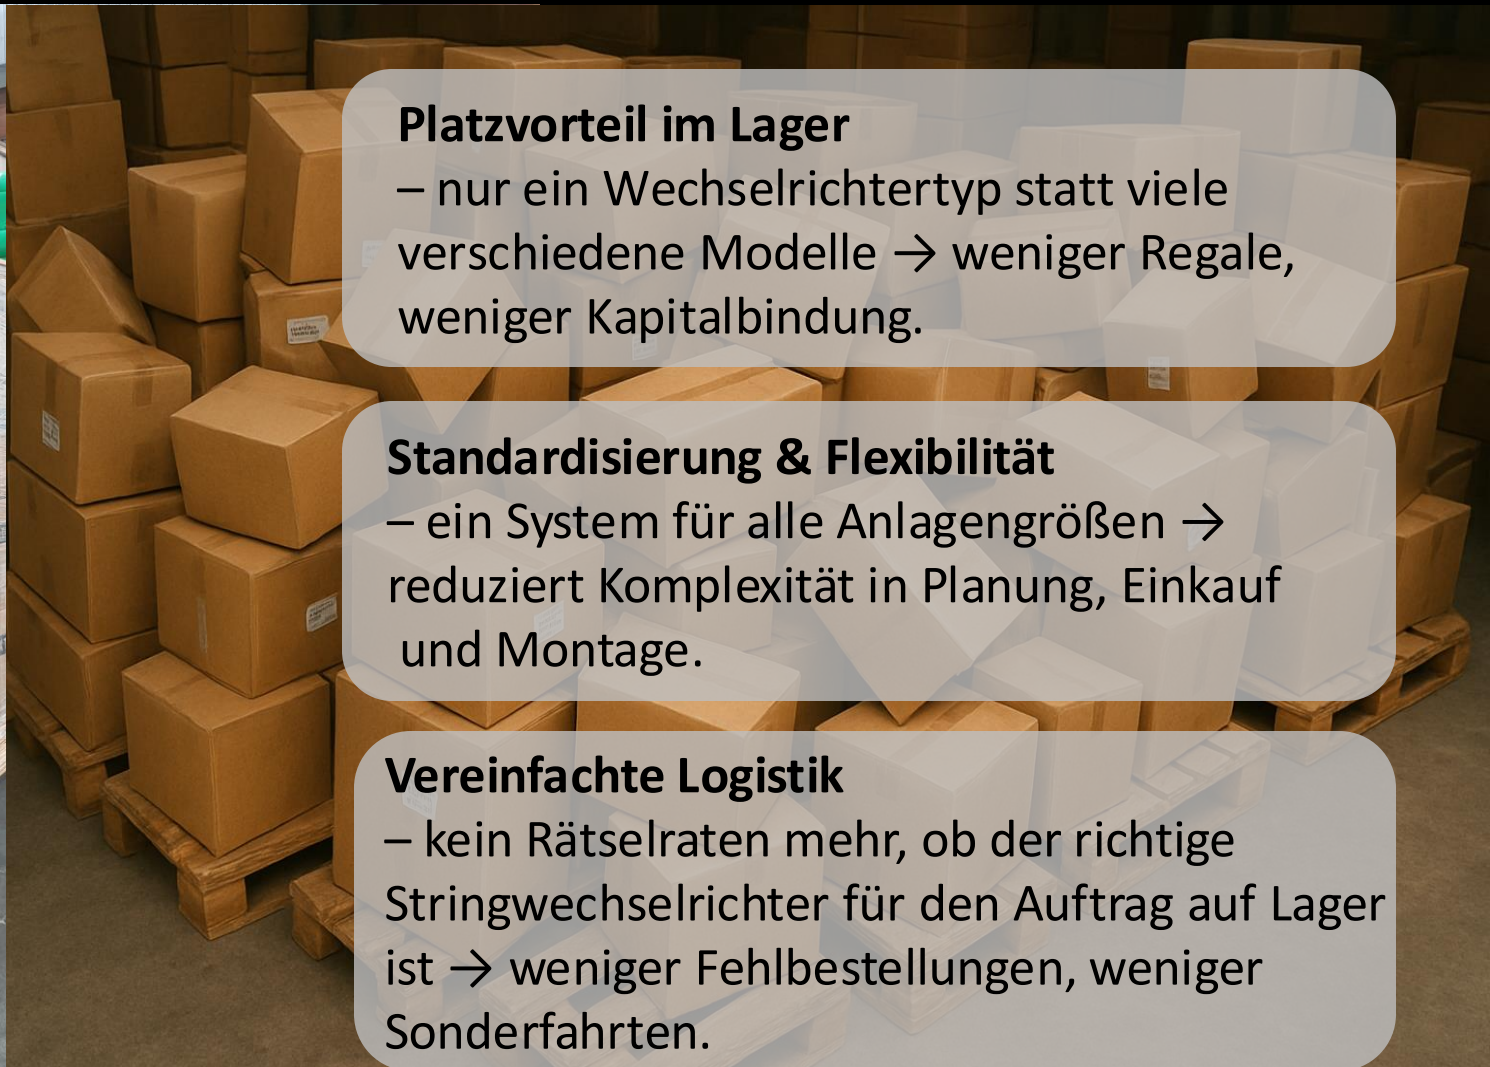 Platzvorteil im Lager
– nur ein Wechselrichtertyp statt viele
verschiedene Modelle → weniger Regale,
weniger Kapitalbindung.
Standardisierung & Flexibilität
– ein System für alle Anlagengrößen →
reduziert Komplexität in Planung, Einkauf
und Montage.
Vereinfachte Logistik
– kein Rätselraten mehr, ob der richtige
Stringwechselrichter für den Auftrag auf Lager
ist → weniger Fehlbestellungen, weniger
Sonderfahrten.